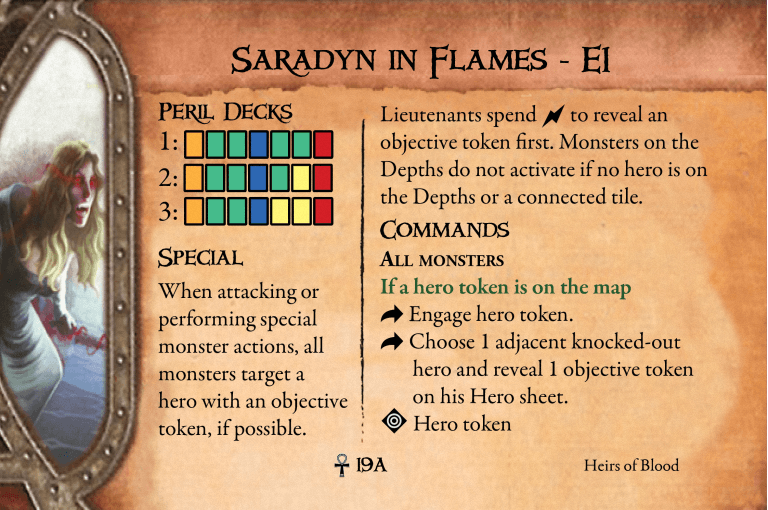 Saradyn in Flames - E1
Peril Decks
1:
2:
3:
Special
When attacking or
performing special
monster actions, all
monsters target a
hero with an objective
token, if possible.
Lieutenants spend to reveal an
objective token first. Monsters on the
Depths do not activate if no hero is on
the Depths or a connected tile.
Commands
All monsters
If a hero token is on the map
Engage hero token.
Choose 1 adjacent knocked-out
hero and reveal 1 objective token
on his Hero sheet.
Hero token
19A
Heirs of Blood